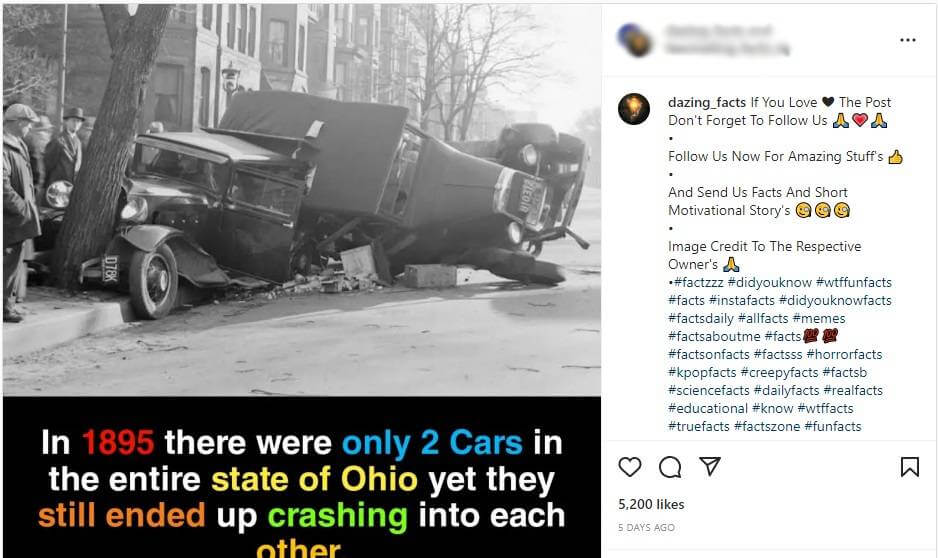 D78K
In 1895 there were only 2 Cars in
the entire state of Ohio yet they
still ended up crashing into each
other
dazing_facts If You Love 🖤 The Post
Don't Forget To Follow Us 🙏❤️🙏
•
Follow Us Now For Amazing Stuff's 👍
•
And Send Us Facts And Short
Motivational Story's 🧐🧐🧐
•
Image Credit To The Respective
Owner's 🙏
•#factzzz #didyouknow #wtffunfacts
#facts #instafacts #didyouknowfacts
#factsdaily #allfacts #memes
#factsaboutme #facts💯💯
#factsonfacts #factsss #horrorfacts
#kpopfacts #creepyfacts #factsb
#sciencefacts #dailyfacts #realfacts
#educational #know #wtffacts
#truefacts #factszone #funfacts
5,200 likes
5 DAYS AGO